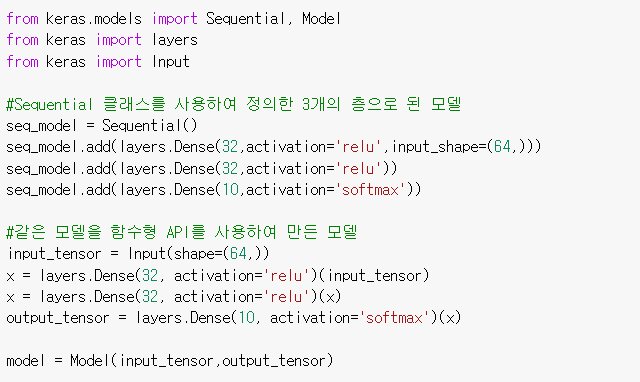 from keras.models import Sequential, Model
from keras import layers
from keras import Input
#Sequential 클래스를 사용하여 정의한 3개의 층으로 된 모델
seq_model = Sequential()
seq_model.add(layers.Dense(32,activation='relu',input_shape=(64,)))
seq_model.add(layers.Dense(32,activation='relu'))
seq_model.add(layers.Dense(10,activation='softmax'))
#같은 모델을 함수형 API를 사용하여 만든 모델
input_tensor = Input(shape=(64,))
x = layers.Dense(32, activation='relu')(input_tensor)
x = layers.Dense(32, activation='relu')(x)
output_tensor = layers.Dense(10, activation='softmax')(x)
model = Model(input_tensor,output_tensor)